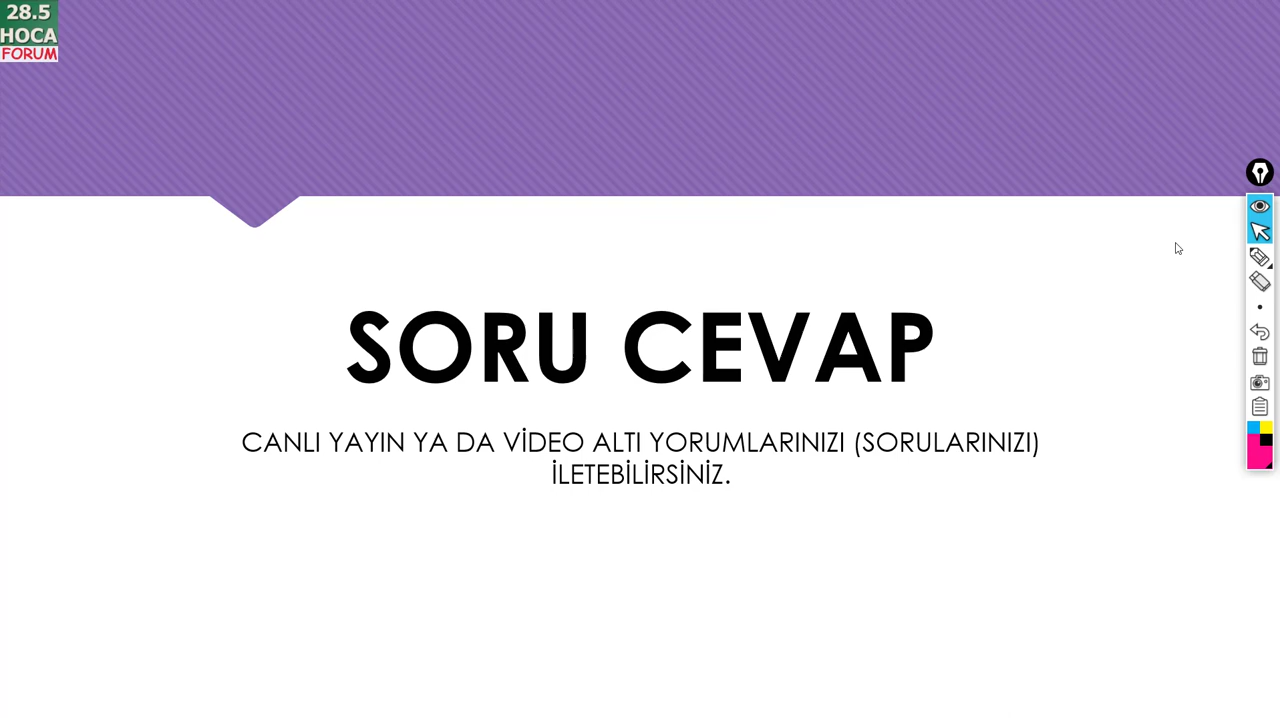 28.5
HOCA
FORUM
SORU CEVAP
CANLI YAYIN YA DA VİDEO ALTI YORUMLARINIZI (SORULARINIZI)
İLETEBİLİRSİNİZ.